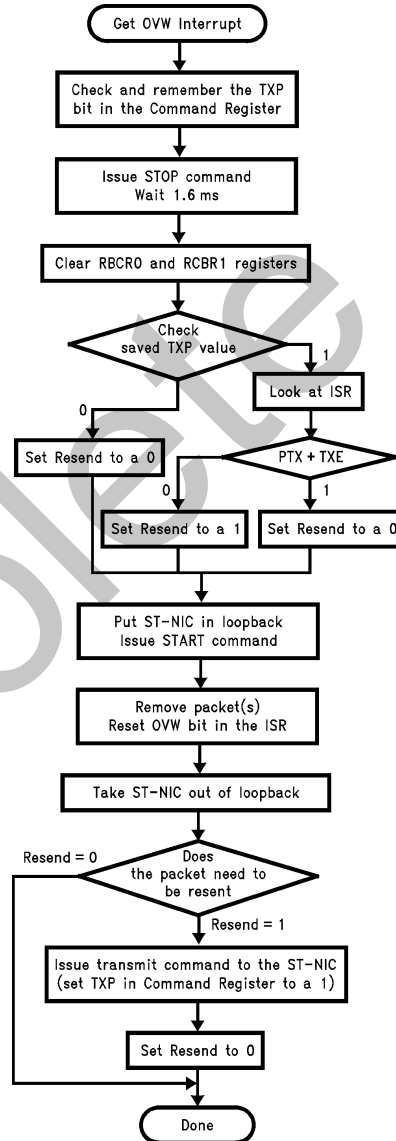 Get OVW Interrupt
Check and remember the TXP
bit in the Command Register
Issue STOP command
Wait 1.6 ms
Clear RBCR0 and RCBR1 registers
Check
saved TXP value
1
Look at ISR
0
Set Resend to a 0
PTX + TXE
0
1
Set Resend to a 1
Set Resend to a 0
Put ST-NIC in loopback
Issue START command
Remove packet(s)
Reset OVW bit in the ISR
Take ST-NIC out of loopback
Resend = 0
Does
the packet need to
be resent
Resend = 1
Issue transmit command to the ST-NIC
(set TXP in Command Register to a 1)
Set Resend to 0
Done
olete